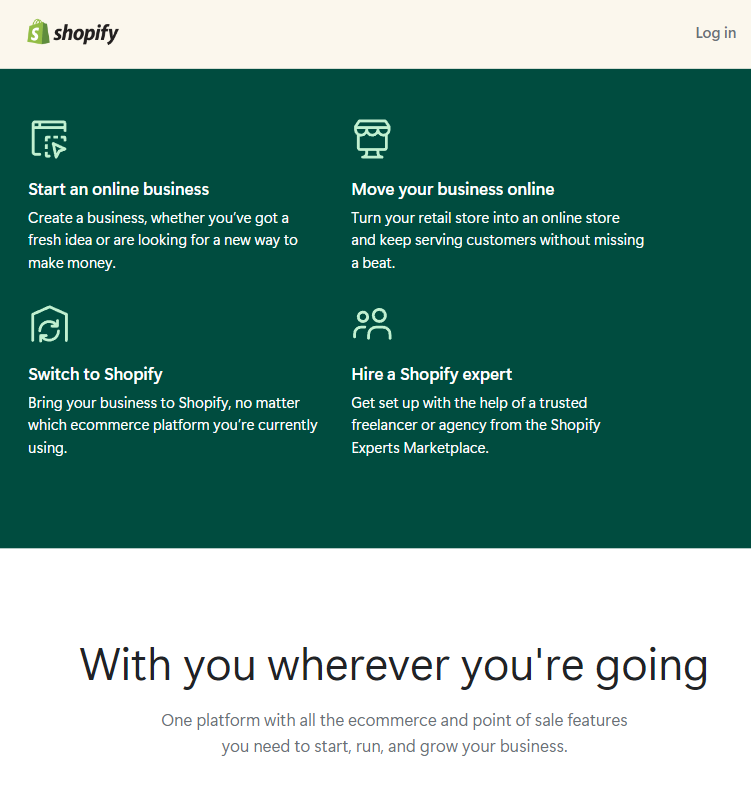 shopify
Log in
Start an online business
Create a business, whether you’ve got a
fresh idea or are looking for a new way to
make money.
Move your business online
Turn your retail store into an online store
and keep serving customers without missing
a beat.
Switch to Shopify
Bring your business to Shopify, no matter
which ecommerce platform you’re currently
using.
Hire a Shopify expert
Get set up with the help of a trusted
freelancer or agency from the Shopify
Experts Marketplace.
With you wherever you're going
One platform with all the ecommerce and point of sale features
you need to start, run, and grow your business.